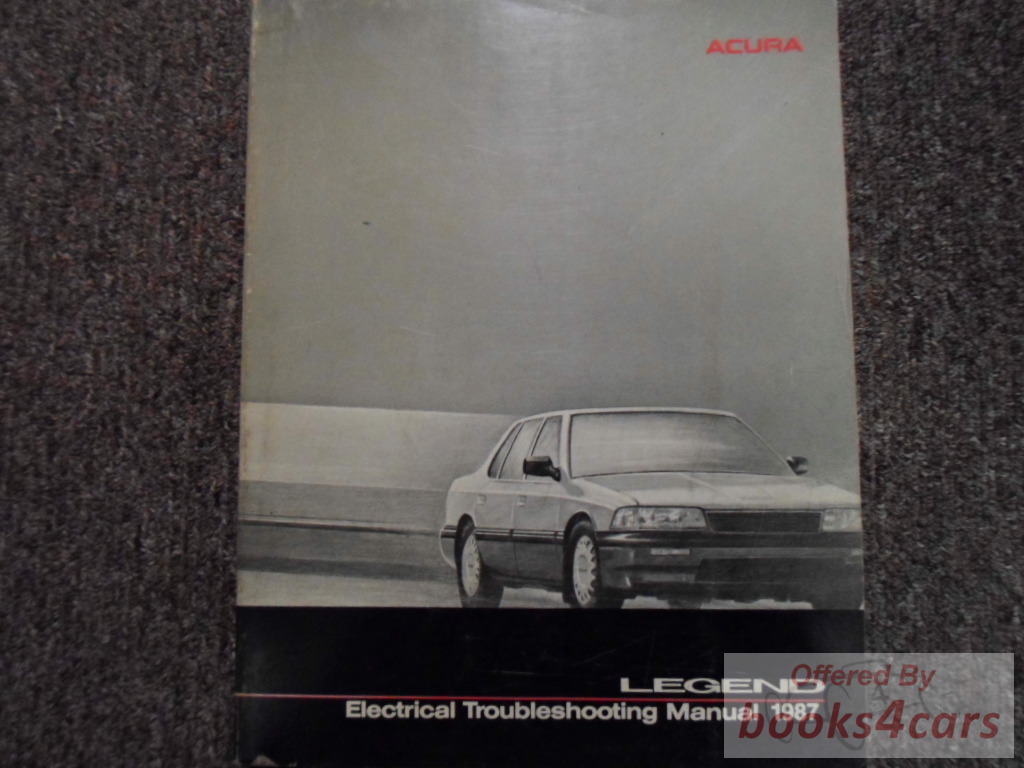 ACURA
LEGEND
Electrical Troubleshooting Manual 1987
Offered By
books4cars